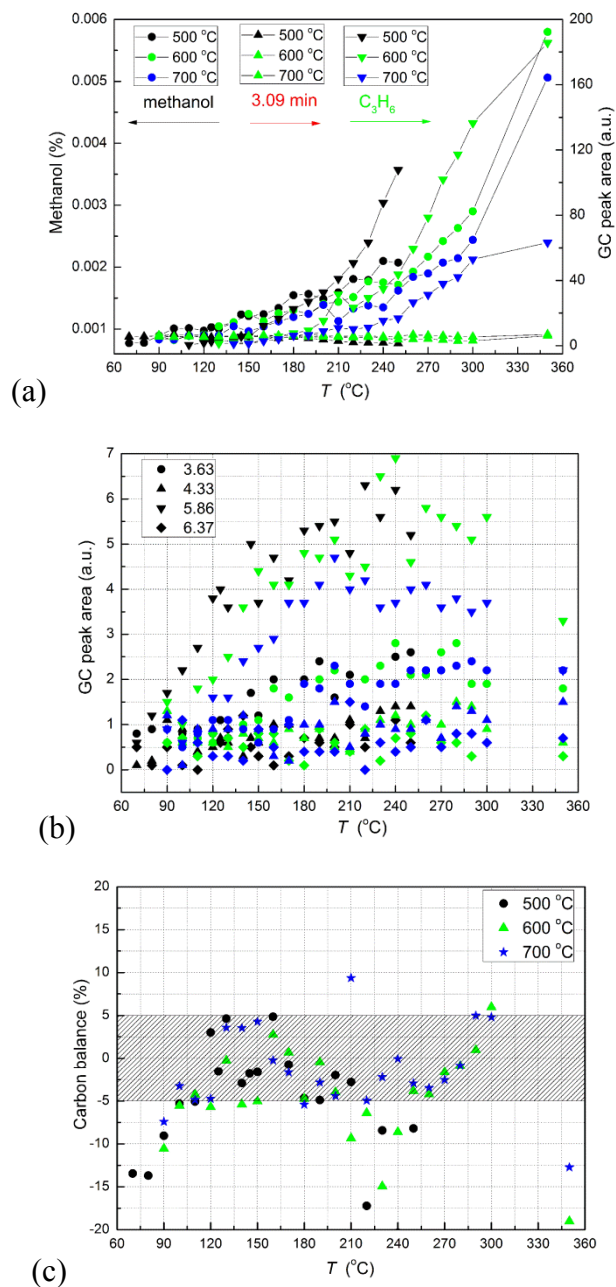 0.006
0.005
0.004
0.003
0.002
0.001
Methanol (%)
500 °C
600 °C
700 °C
500 °C
600 °C
700 °C
500 °C
600 °C
700 °C
methanol
3.09 min
C₃H₆
200
160
120
80
40
0
GC peak area (a.u.)
60 90 120 150 180 210 240 270 300 330 360
T (°C)
(a)
7
6
5
4
3
2
1
0
GC peak area (a.u.)
3.63
4.33
5.86
6.37
60 90 120 150 180 210 240 270 300 330 360
T (°C)
(b)
20
15
10
5
0
-5
-10
-15
-20
Carbon balance (%)
500 °C
600 °C
700 °C
60 90 120 150 180 210 240 270 300 330 360
T (°C)
(c)